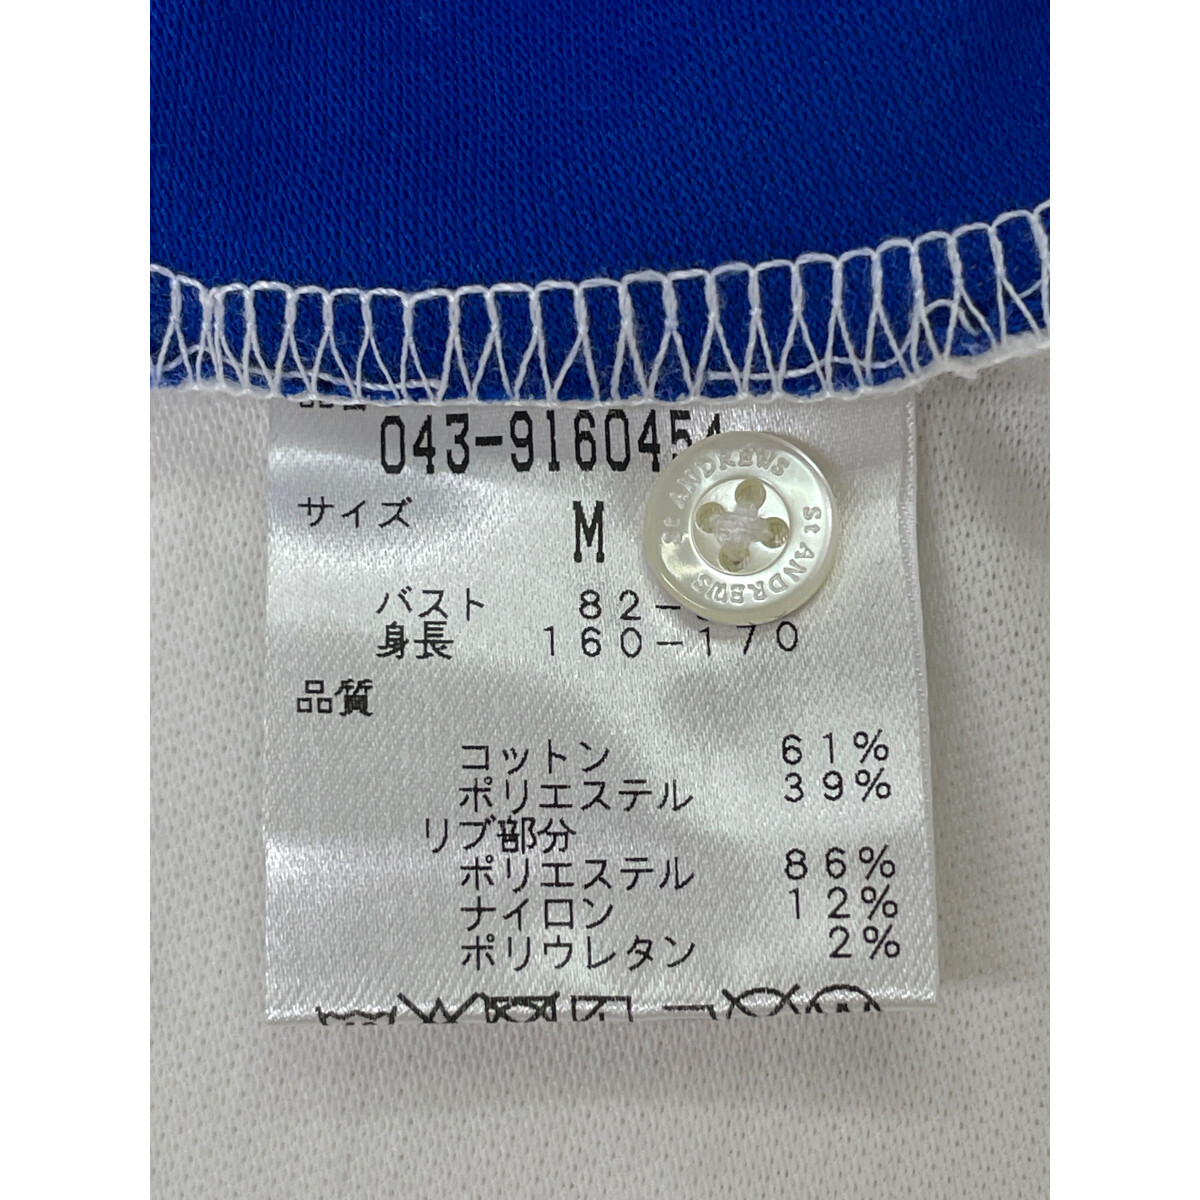 043-9160454
サイズ M
バスト 82-
身長 160-170
品質
コットン 61%
ポリエステル 39%
リブ部分
ポリエステル 86%
ナイロン 12%
ポリウレタン 2%
St ANDREWS
St ANDREWS